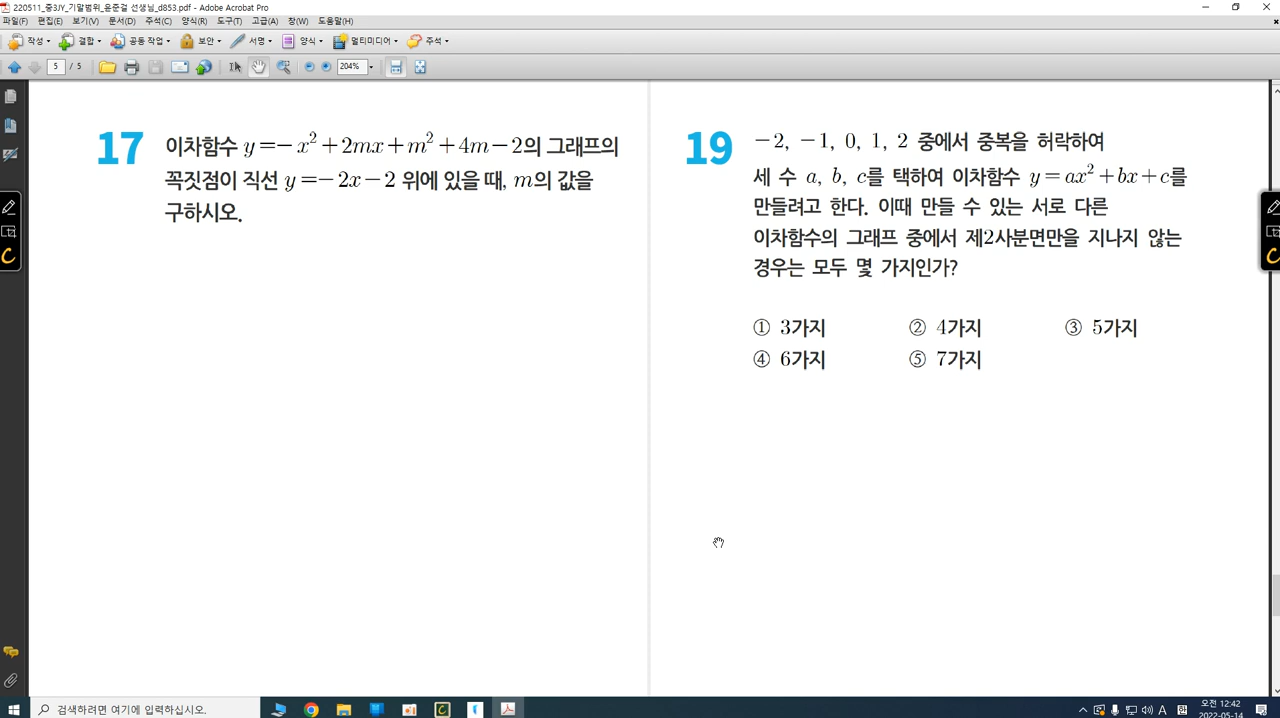 220511_중3JY_기말범위_윤준걸 선생님_d853.pdf - Adobe Acrobat Pro
파일(F) 편집(E) 보기(V) 문서(D) 주석(C) 양식(R) 도구(T) 고급(A) 창(W) 도움말(H)
작성 결합 공동 작업 보안 서명 양식 멀티미디어 주석
5 / 5 204%
17 이차함수 y=-x²+2mx+m²+4m-2의 그래프의
꼭짓점이 직선 y=-2x-2 위에 있을 때, m의 값을
구하시오.
19 -2, -1, 0, 1, 2 중에서 중복을 허락하여
세 수 a, b, c를 택하여 이차함수 y=ax²+bx+c를
만들려고 한다. 이때 만들 수 있는 서로 다른
이차함수의 그래프 중에서 제2사분면만을 지나지 않는
경우는 모두 몇 가지인가?
① 3가지 ② 4가지 ③ 5가지
④ 6가지 ⑤ 7가지
검색하려면 여기에 입력하십시오.
A 한 오전 12:42
2022-05-14